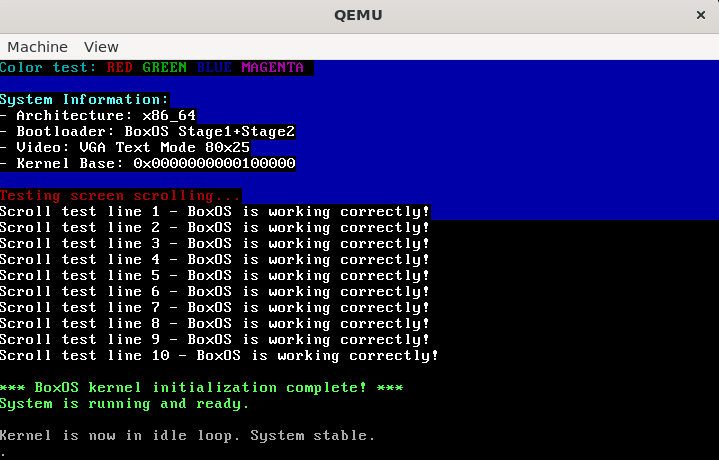 QEMU
×
Machine View
Color test: RED GREEN BLUE MAGENTA
System Information:
- Architecture: x86_64
- Bootloader: BoxOS Stage1+Stage2
- Video: VGA Text Mode 80x25
- Kernel Base: 0x0000000000100000
Testing screen scrolling...
Scroll test line 1 - BoxOS is working correctly!
Scroll test line 2 - BoxOS is working correctly!
Scroll test line 3 - BoxOS is working correctly!
Scroll test line 4 - BoxOS is working correctly!
Scroll test line 5 - BoxOS is working correctly!
Scroll test line 6 - BoxOS is working correctly!
Scroll test line 7 - BoxOS is working correctly!
Scroll test line 8 - BoxOS is working correctly!
Scroll test line 9 - BoxOS is working correctly!
Scroll test line 10 - BoxOS is working correctly!
*** BoxOS kernel initialization complete! ***
System is running and ready.
Kernel is now in idle loop. System stable.
.